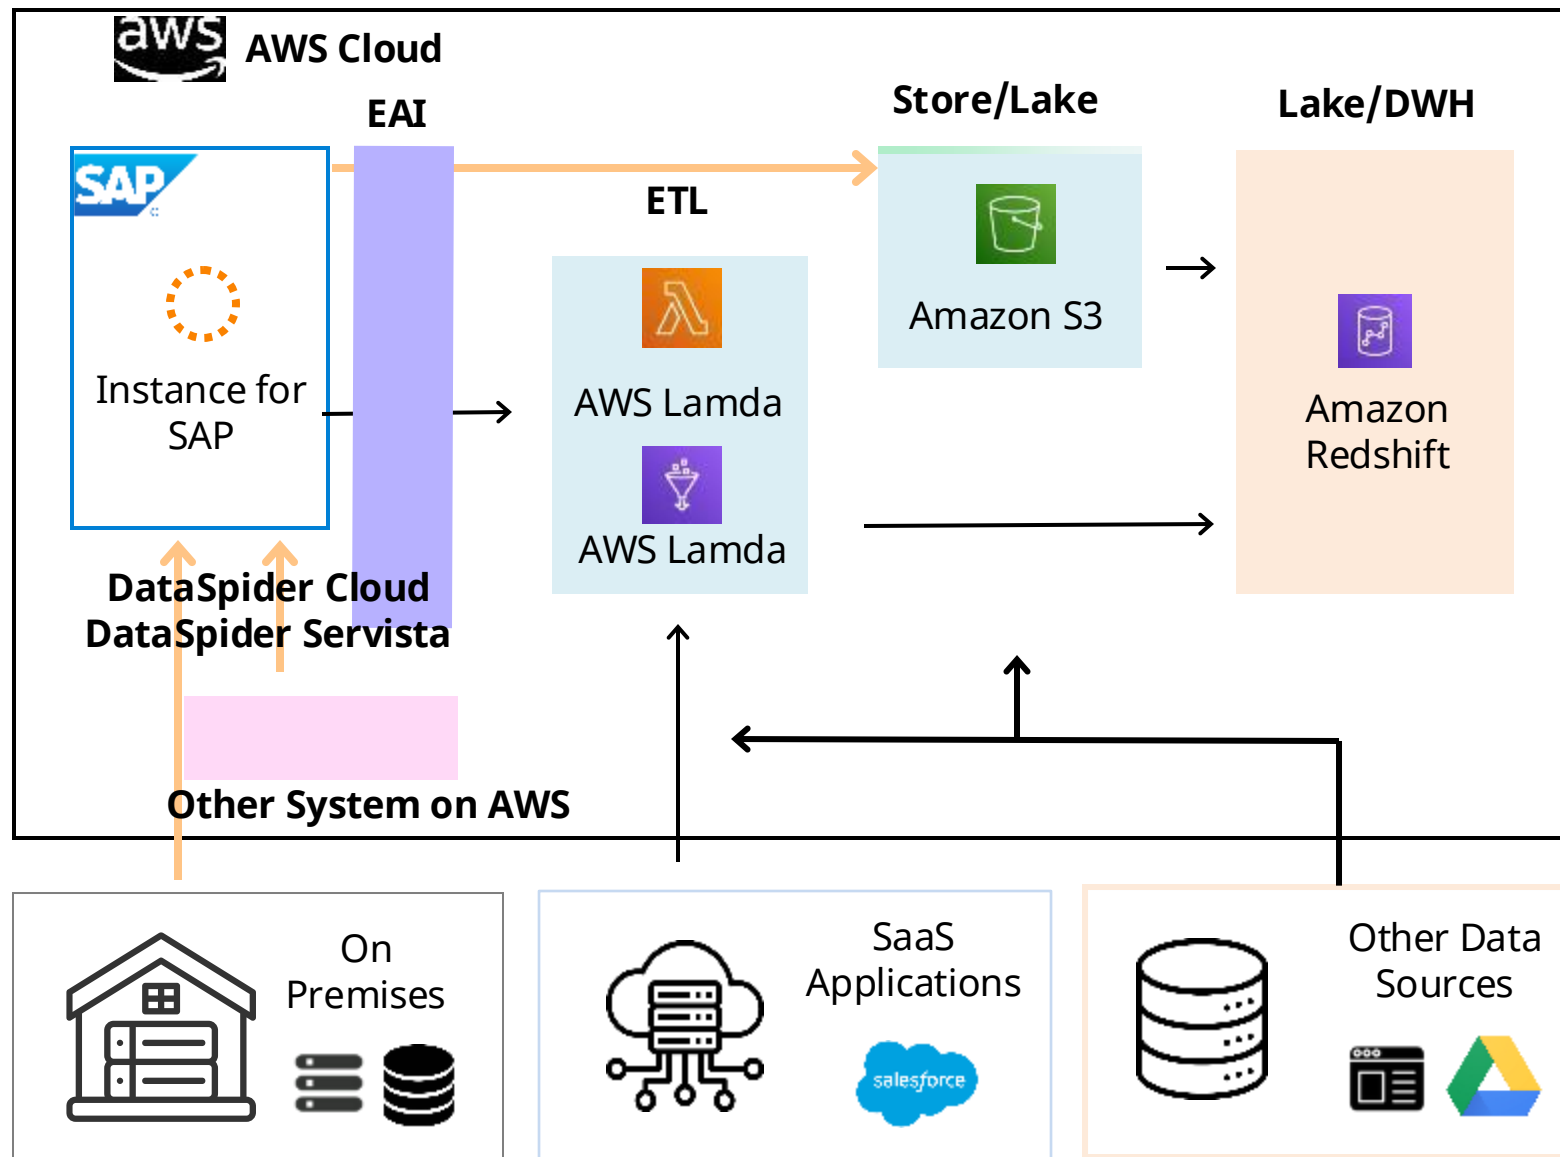 aws
AWS Cloud
EAI
Store/Lake
Lake/DWH
SAP
ETL
Instance for
SAP
AWS Lamda
AWS Lamda
Amazon S3
Amazon
Redshift
DataSpider Cloud
DataSpider Servista
Other System on AWS
On
Premises
SaaS
Applications
salesforce
Other Data
Sources